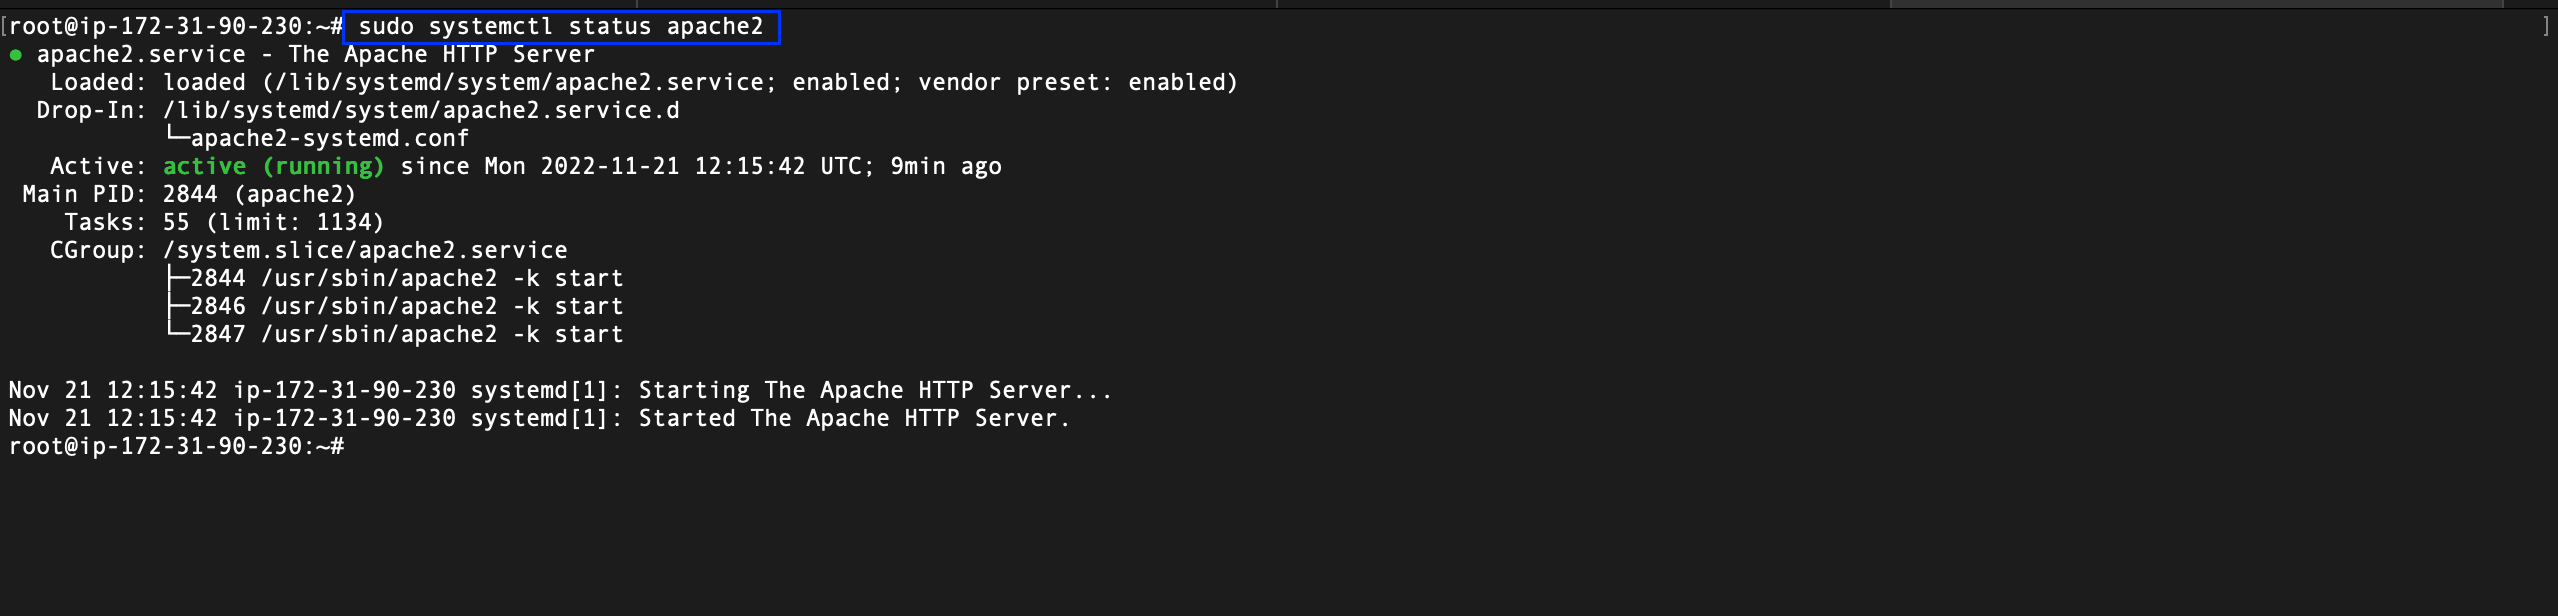 [root@ip-172-31-90-230:~# sudo systemctl status apache2 ]
● apache2.service - The Apache HTTP Server
   Loaded: loaded (/lib/systemd/system/apache2.service; enabled; vendor preset: enabled)
  Drop-In: /lib/systemd/system/apache2.service.d
           └─apache2-systemd.conf
   Active: active (running) since Mon 2022-11-21 12:15:42 UTC; 9min ago
 Main PID: 2844 (apache2)
    Tasks: 55 (limit: 1134)
   CGroup: /system.slice/apache2.service
           ├─2844 /usr/sbin/apache2 -k start
           ├─2846 /usr/sbin/apache2 -k start
           └─2847 /usr/sbin/apache2 -k start

Nov 21 12:15:42 ip-172-31-90-230 systemd[1]: Starting The Apache HTTP Server...
Nov 21 12:15:42 ip-172-31-90-230 systemd[1]: Started The Apache HTTP Server.
root@ip-172-31-90-230:~#